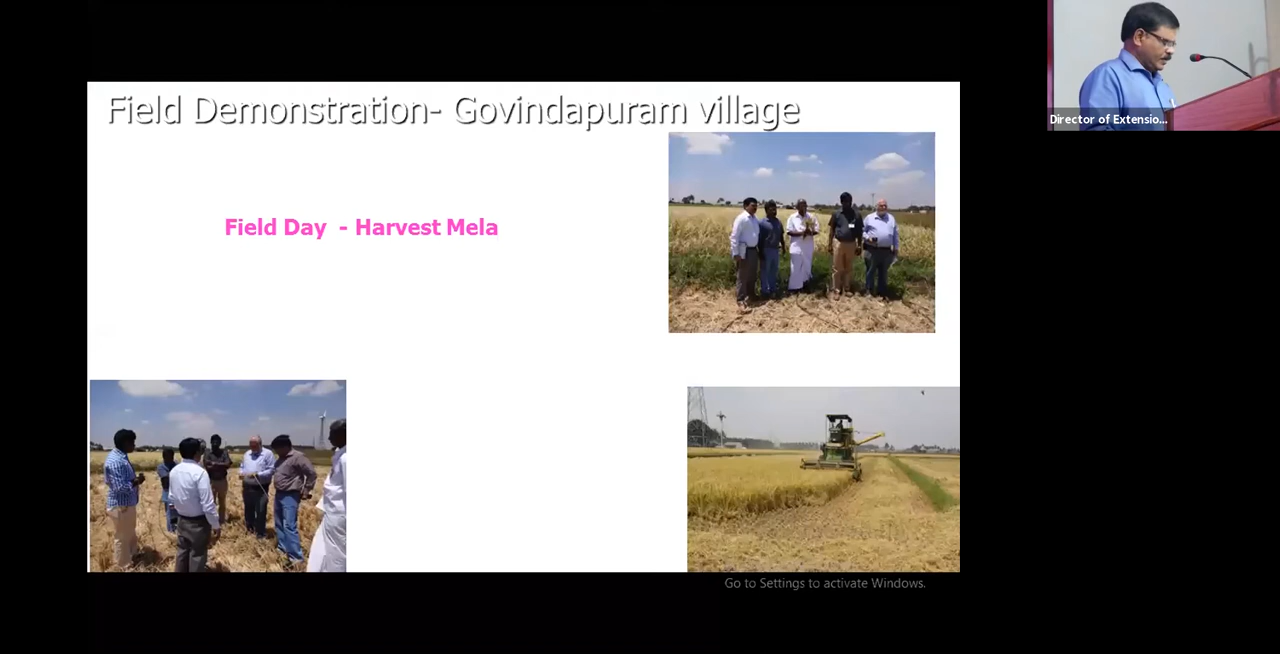 Field Demonstration- Govindapuram village
Director of Extensio...
Field Day - Harvest Mela
Go to Settings to activate Windows.